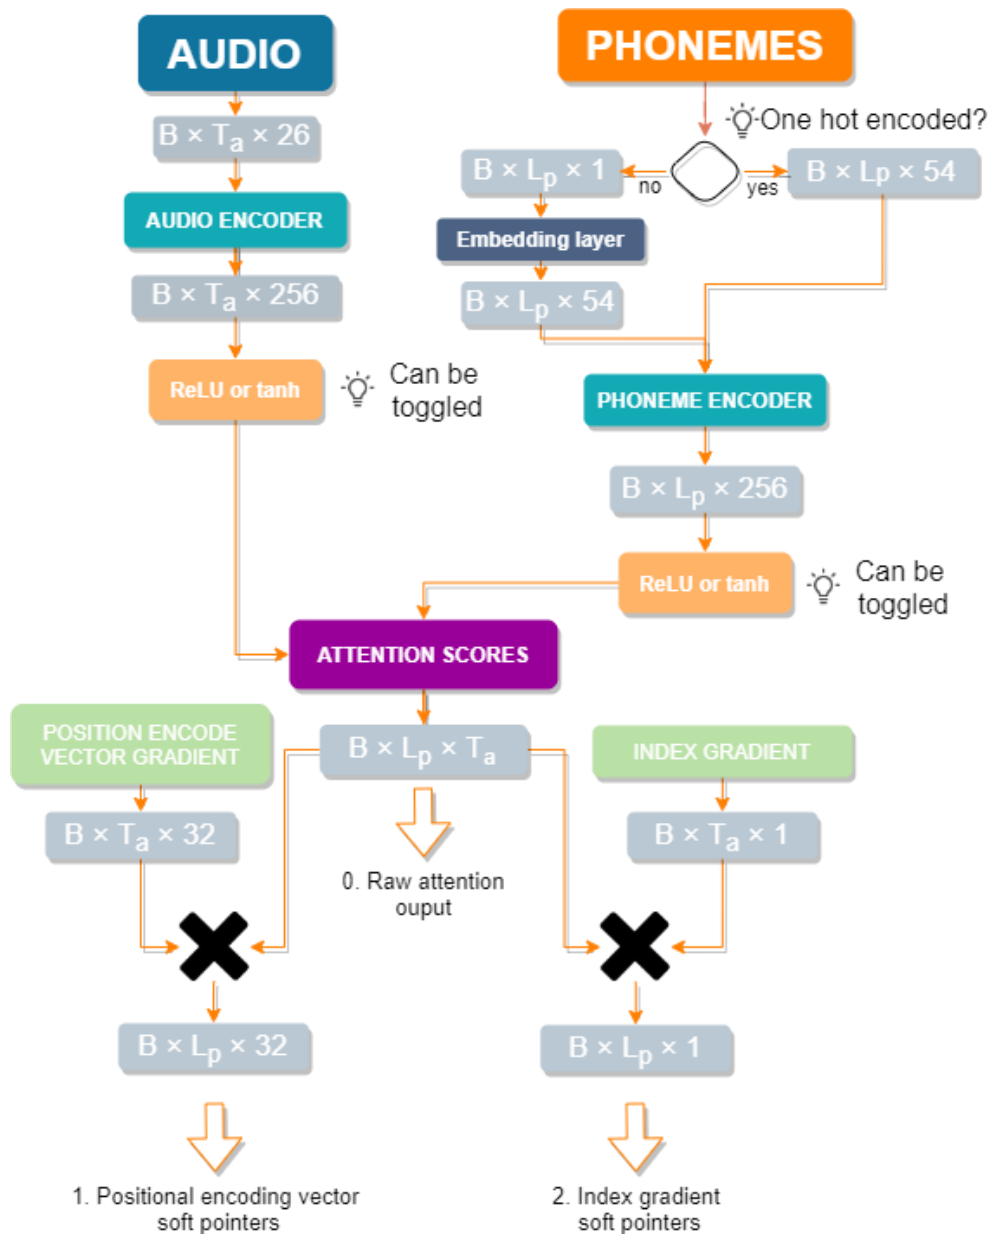 AUDIO
B × Ta × 26
AUDIO ENCODER
B × Ta × 256
ReLU or tanh
Can be
toggled
PHONEMES
One hot encoded?
no
yes
B × Lp × 1
Embedding layer
B × Lp × 54
B × Lp × 54
PHONEME ENCODER
B × Lp × 256
ReLU or tanh
Can be
toggled
ATTENTION SCORES
B × Lp × Ta
0. Raw attention
ouput
POSITION ENCODE
VECTOR GRADIENT
B × Ta × 32
B × Lp × 32
1. Positional encoding vector
soft pointers
INDEX GRADIENT
B × Ta × 1
B × Lp × 1
2. Index gradient
soft pointers